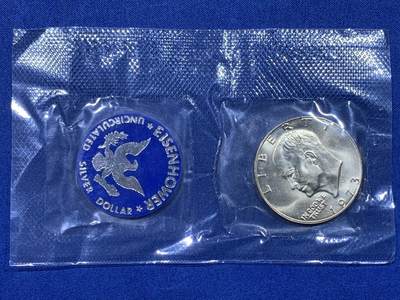 ★ EISENHOWER ★
UNCIRCULATED SILVER DOLLAR
LIBERTY
IN GOD WE
TRUST
1973